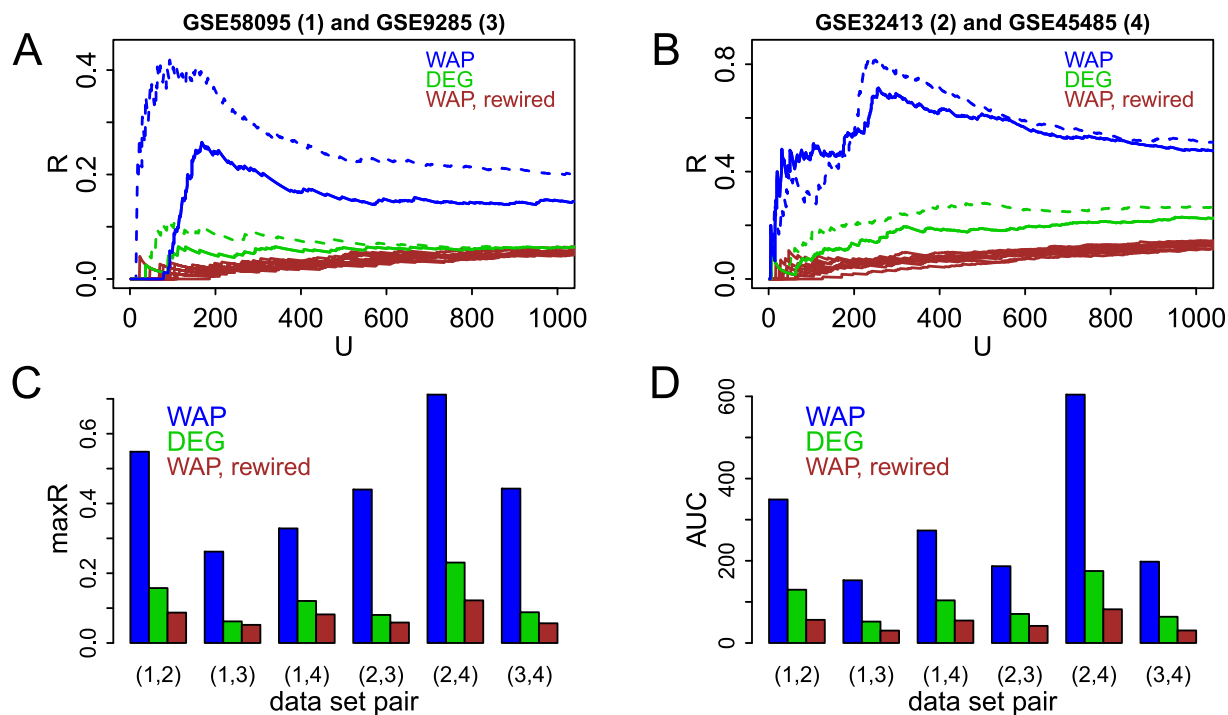 A
GSE58095 (1) and GSE9285 (3)
WAP
DEG
WAP, rewired
R
0.0 0.2 0.4
0 200 400 600 800 1000
U
B
GSE32413 (2) and GSE45485 (4)
WAP
DEG
WAP, rewired
R
0.0 0.4 0.8
0 200 400 600 800 1000
U
C
WAP
DEG
WAP, rewired
maxR
0.0 0.2 0.4 0.6
(1,2) (1,3) (1,4) (2,3) (2,4) (3,4)
data set pair
D
WAP
DEG
WAP, rewired
AUC
0 200 400 600
(1,2) (1,3) (1,4) (2,3) (2,4) (3,4)
data set pair